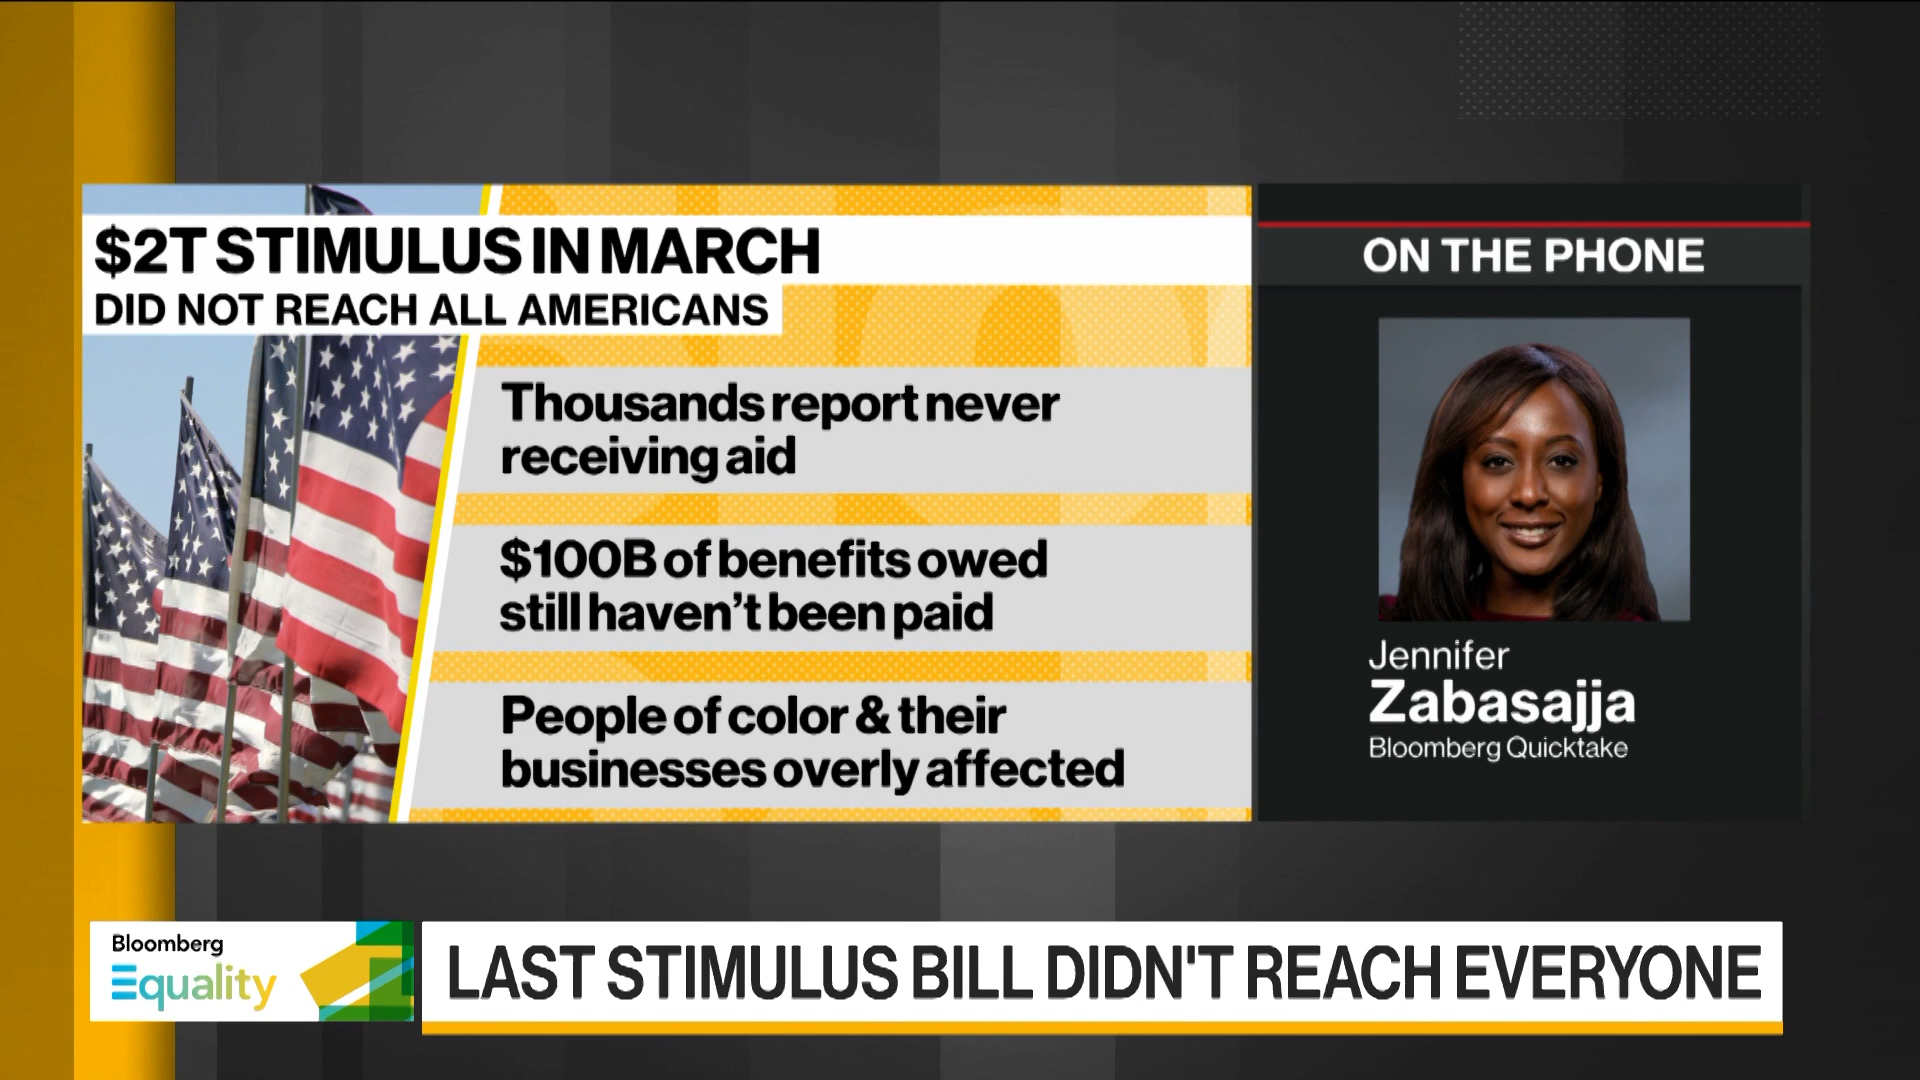 $2T STIMULUS IN MARCH
DID NOT REACH ALL AMERICANS
Thousands report never
receiving aid
$100B of benefits owed
still haven't been paid
People of color & their
businesses overly affected
ON THE PHONE
Jennifer
Zabasajja
Bloomberg Quicktake
Bloomberg
Equality
LAST STIMULUS BILL DIDN'T REACH EVERYONE